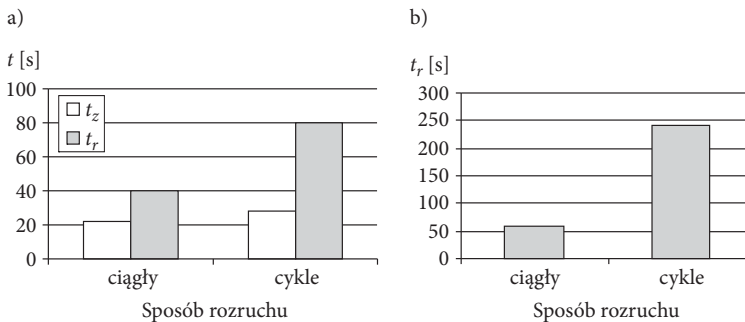 a)
t [s]
100
80
60
40
20
0
t_z
t_r
ciągły
cykle
Sposób rozruchu
b)
t_r [s]
300
250
200
150
100
50
0
ciągły
cykle
Sposób rozruchu